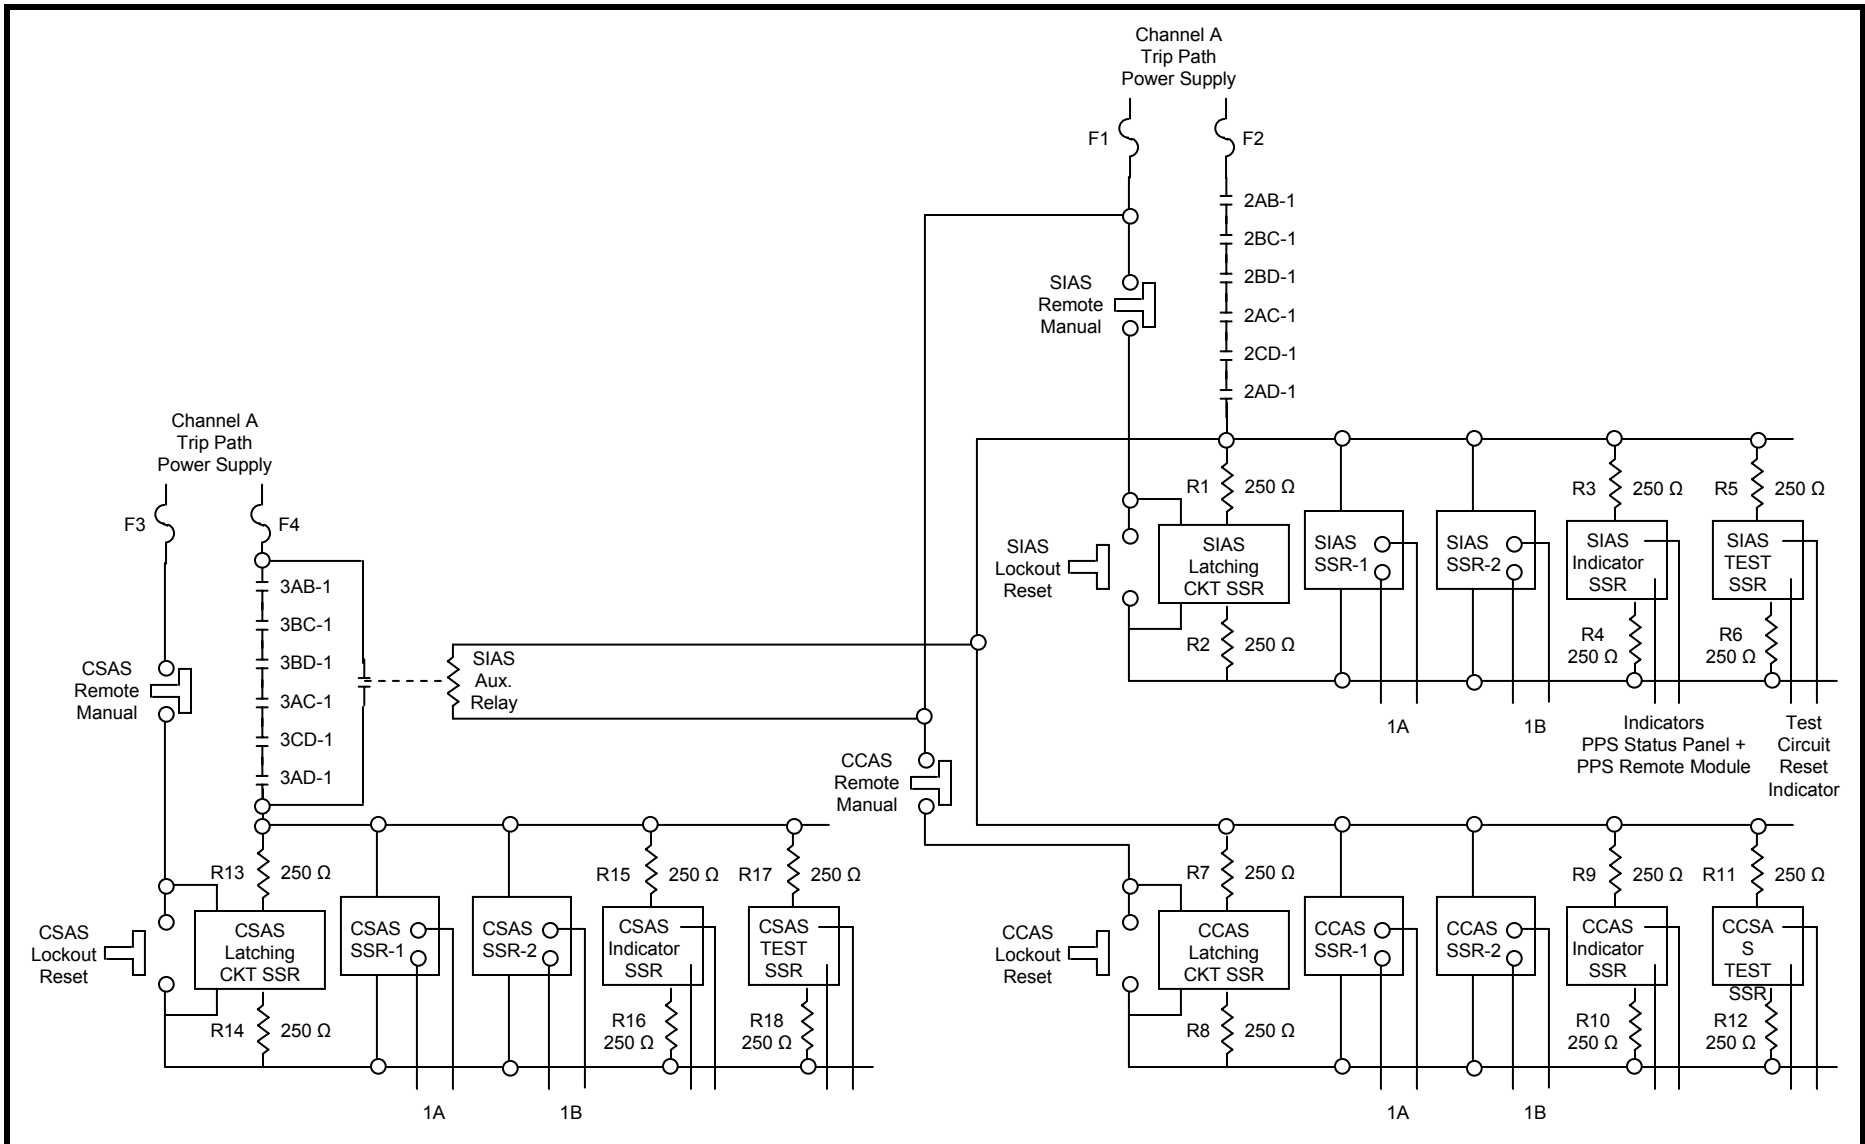 Channel A
Trip Path
Power Supply
F1
F2
2AB-1
2BC-1
2BD-1
2AC-1
2CD-1
2AD-1
SIAS
Remote
Manual
R1
250 Ω
SIAS
Lockout
Reset
SIAS
Latching
CKT SSR
R2
250 Ω
SIAS
SSR-1
SIAS
SSR-2
R3
250 Ω
SIAS
Indicator
SSR
R4
250 Ω
R5
250 Ω
SIAS
TEST
SSR
R6
250 Ω
1A
1B
Indicators
PPS Status Panel +
PPS Remote Module
Test
Circuit
Reset
Indicator
Channel A
Trip Path
Power Supply
F3
F4
3AB-1
3BC-1
3BD-1
3AC-1
3CD-1
3AD-1
CSAS
Remote
Manual
SIAS
Aux.
Relay
CCAS
Remote
Manual
R13
250 Ω
CSAS
Lockout
Reset
CSAS
Latching
CKT SSR
R14
250 Ω
CSAS
SSR-1
CSAS
SSR-2
R15
250 Ω
CSAS
Indicator
SSR
R16
250 Ω
R17
250 Ω
CSAS
TEST
SSR
R18
250 Ω
1A
1B
R7
250 Ω
CCAS
Lockout
Reset
CCAS
Latching
CKT SSR
R8
250 Ω
CCAS
SSR-1
CCAS
SSR-2
R9
250 Ω
CCAS
Indicator
SSR
R10
250 Ω
R11
250 Ω
CCSA
S
TEST
SSR
R12
250 Ω
1A
1B